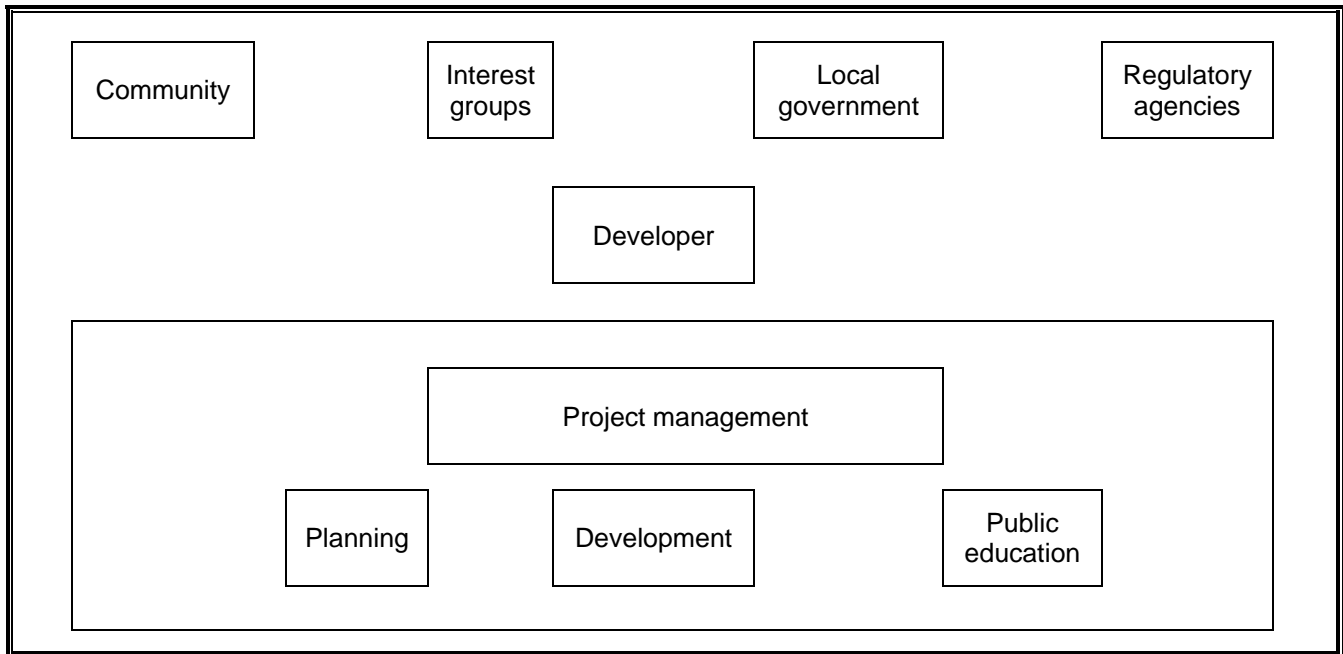 Community
Interest
groups
Local
government
Regulatory
agencies
Developer
Project management
Planning
Development
Public
education